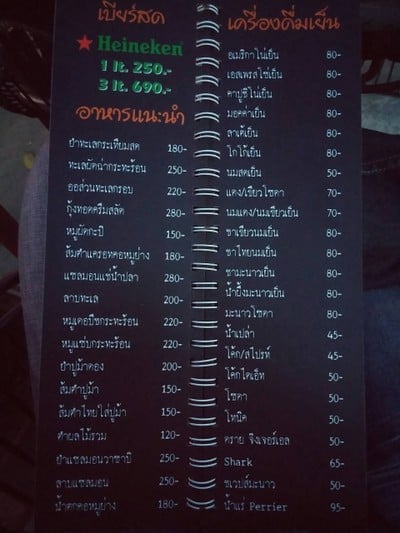 เบียร์สด
Heineken
1 lt. 250.-
3 lt. 690.-
อาหารแนะนำ
ยำทะเลกระเทียมสด 180-
ทะเลผัดฉ่ากระทะร้อน 250-
ออส่วนทะเลกรอบ 220-
กุ้งทอดครีมสลัด 280-
หมูผัดกะปิ 150-
ส้มตำแครอทคอหมูย่าง 180-
แซลมอนแช่น้ำปลา 280-
ลาบทะเล 200-
หมูเดอบีชกระทะร้อน 220-
หมูแซ่บกระทะร้อน 220-
ยำปูม้าดอง 200-
ส้มตำปูม้า 150-
ส้มตำไทยใส่ปูม้า 150-
ตำผลไม้รวม 120-
ยำแซลมอนวาซาบิ 250-
ลาบแซลมอน 250-
น้ำตกคอหมูย่าง 180-
เครื่องดื่มเย็น
อเมริกาโน่เย็น 80-
เอสเพรสโซ่เย็น 80-
คาปูชิโน่เย็น 80-
มอคค่าเย็น 80-
ลาเต้เย็น 80-
โกโก้เย็น 80-
นมสดเย็น 50-
แดง/เขียวโซดา 70-
นมแดง/นมเขียวเย็น 70-
ชาเขียวนมเย็น 80-
ชาไทยนมเย็น 80-
ชามะนาวเย็น 80-
น้ำผึ้งมะนาวเย็น 80-
มะนาวโซดา 80-
น้ำเปล่า 45-
โค้ก/สไปรท์ 45-
โค้กไดเอ็ท 50-
โซดา 50-
โทนิค 50-
ดราย จิงเจอร์เอล 50-
Shark 65-
ชเวปส์มะนาว 50-
น้ำแร่ Perrier 95-